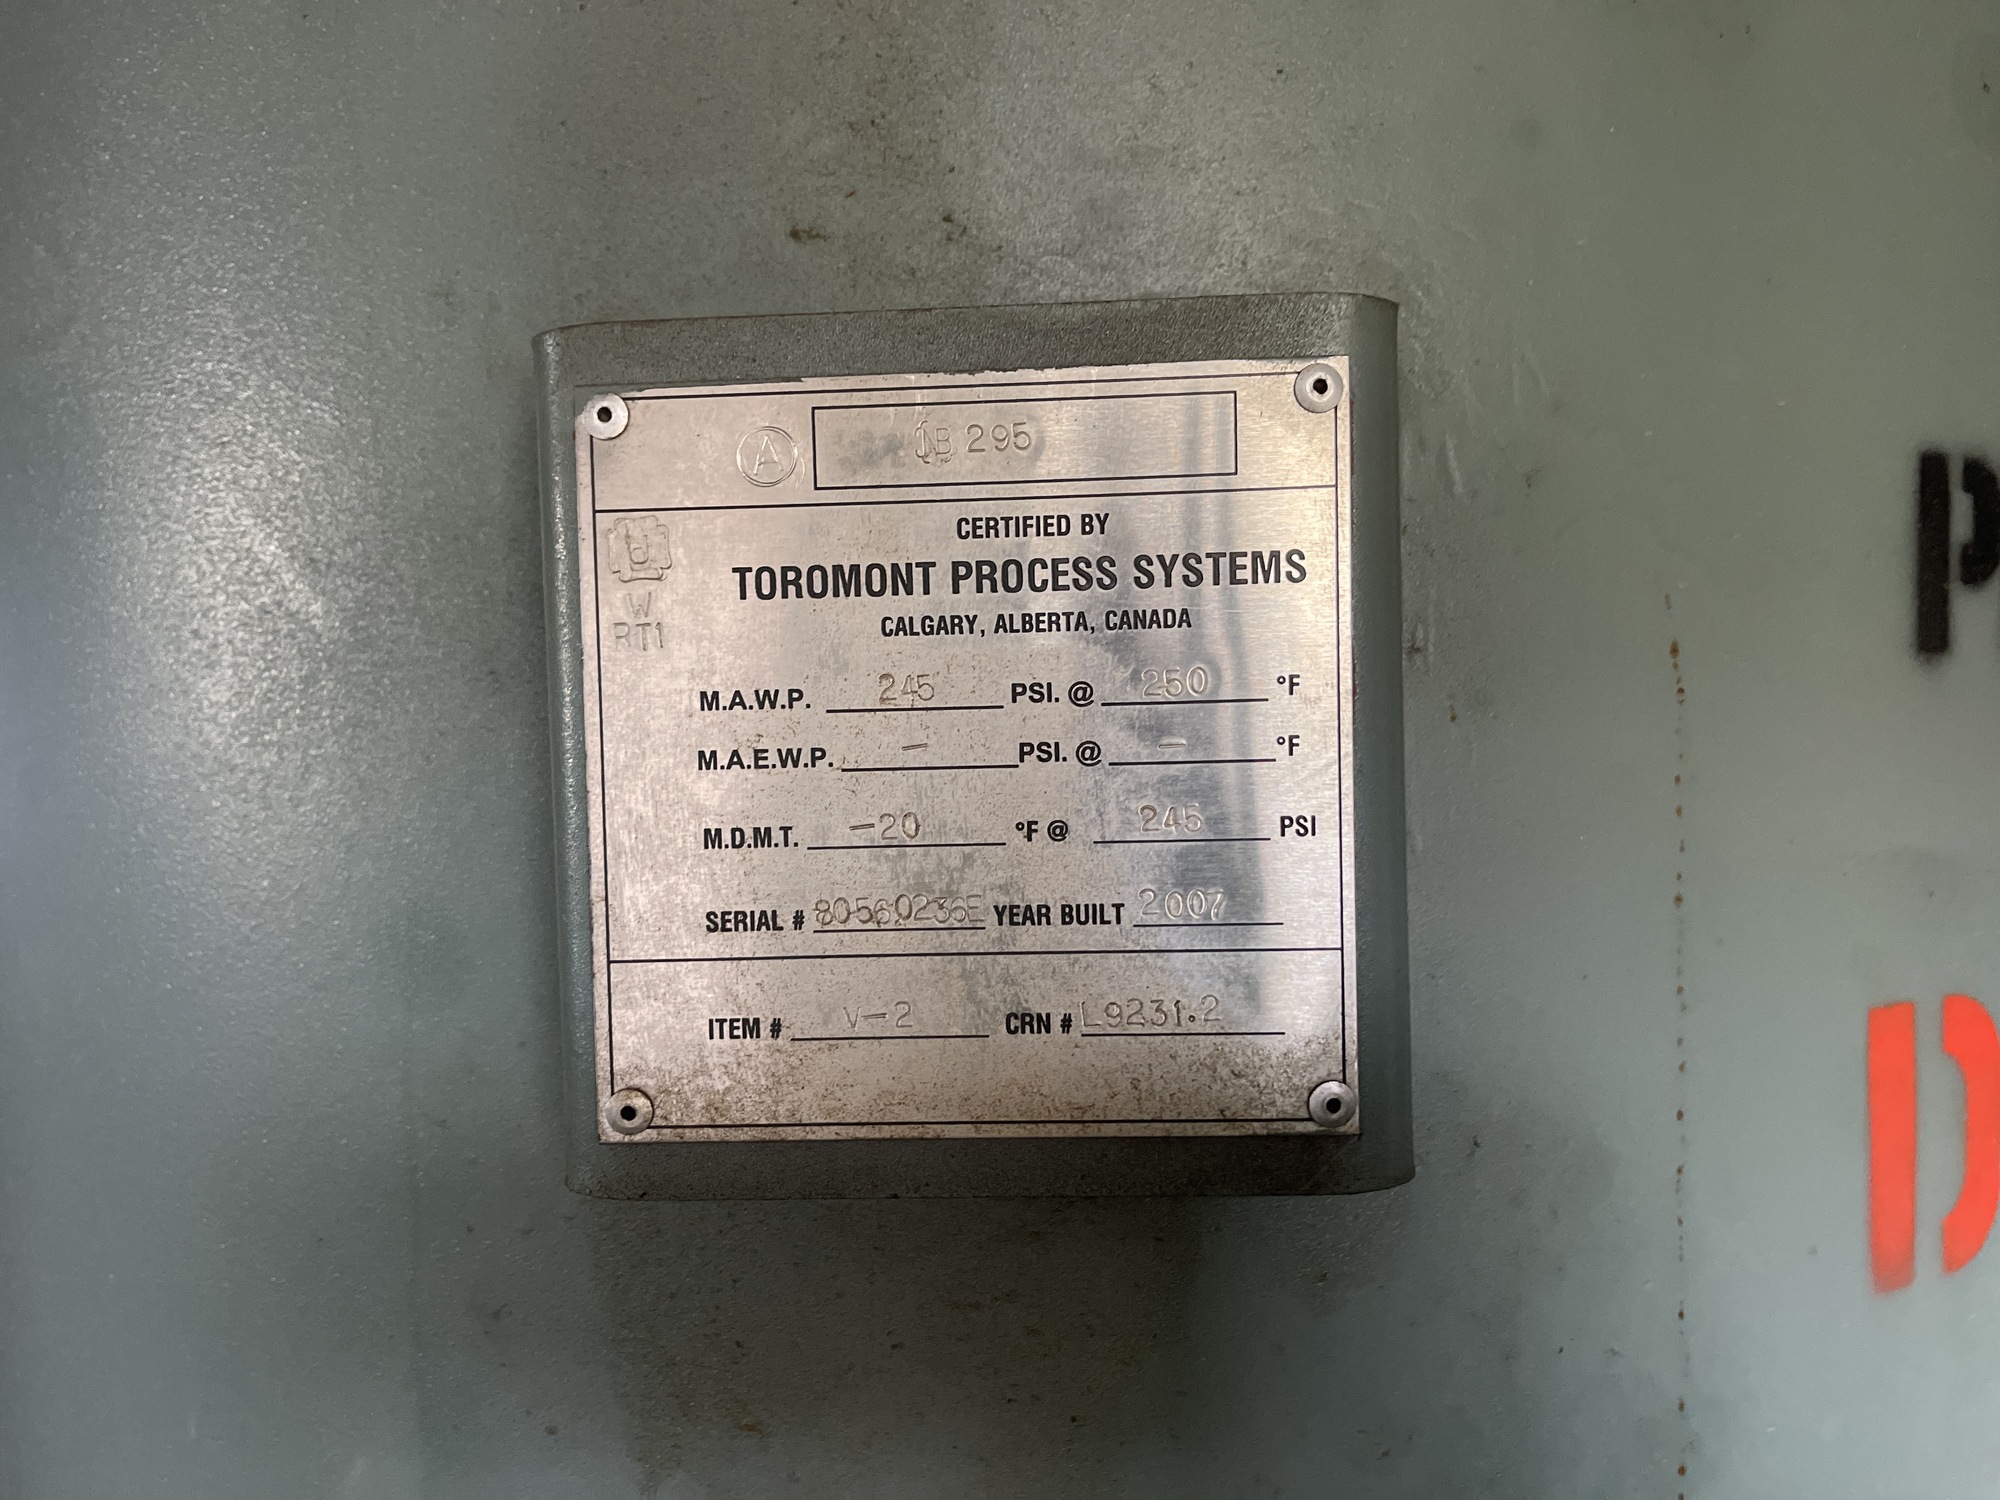 A
295
CERTIFIED BY
TOROMONT PROCESS SYSTEMS
CALGARY, ALBERTA, CANADA
U
W
RT1
M.A.W.P. 245 PSI. @ 250 °F
M.A.E.W.P. – PSI. @ – °F
M.D.M.T. -20 °F @ 245 PSI
SERIAL # 80560236E YEAR BUILT 2007
ITEM # V-2 CRN # L9231.2
P
D